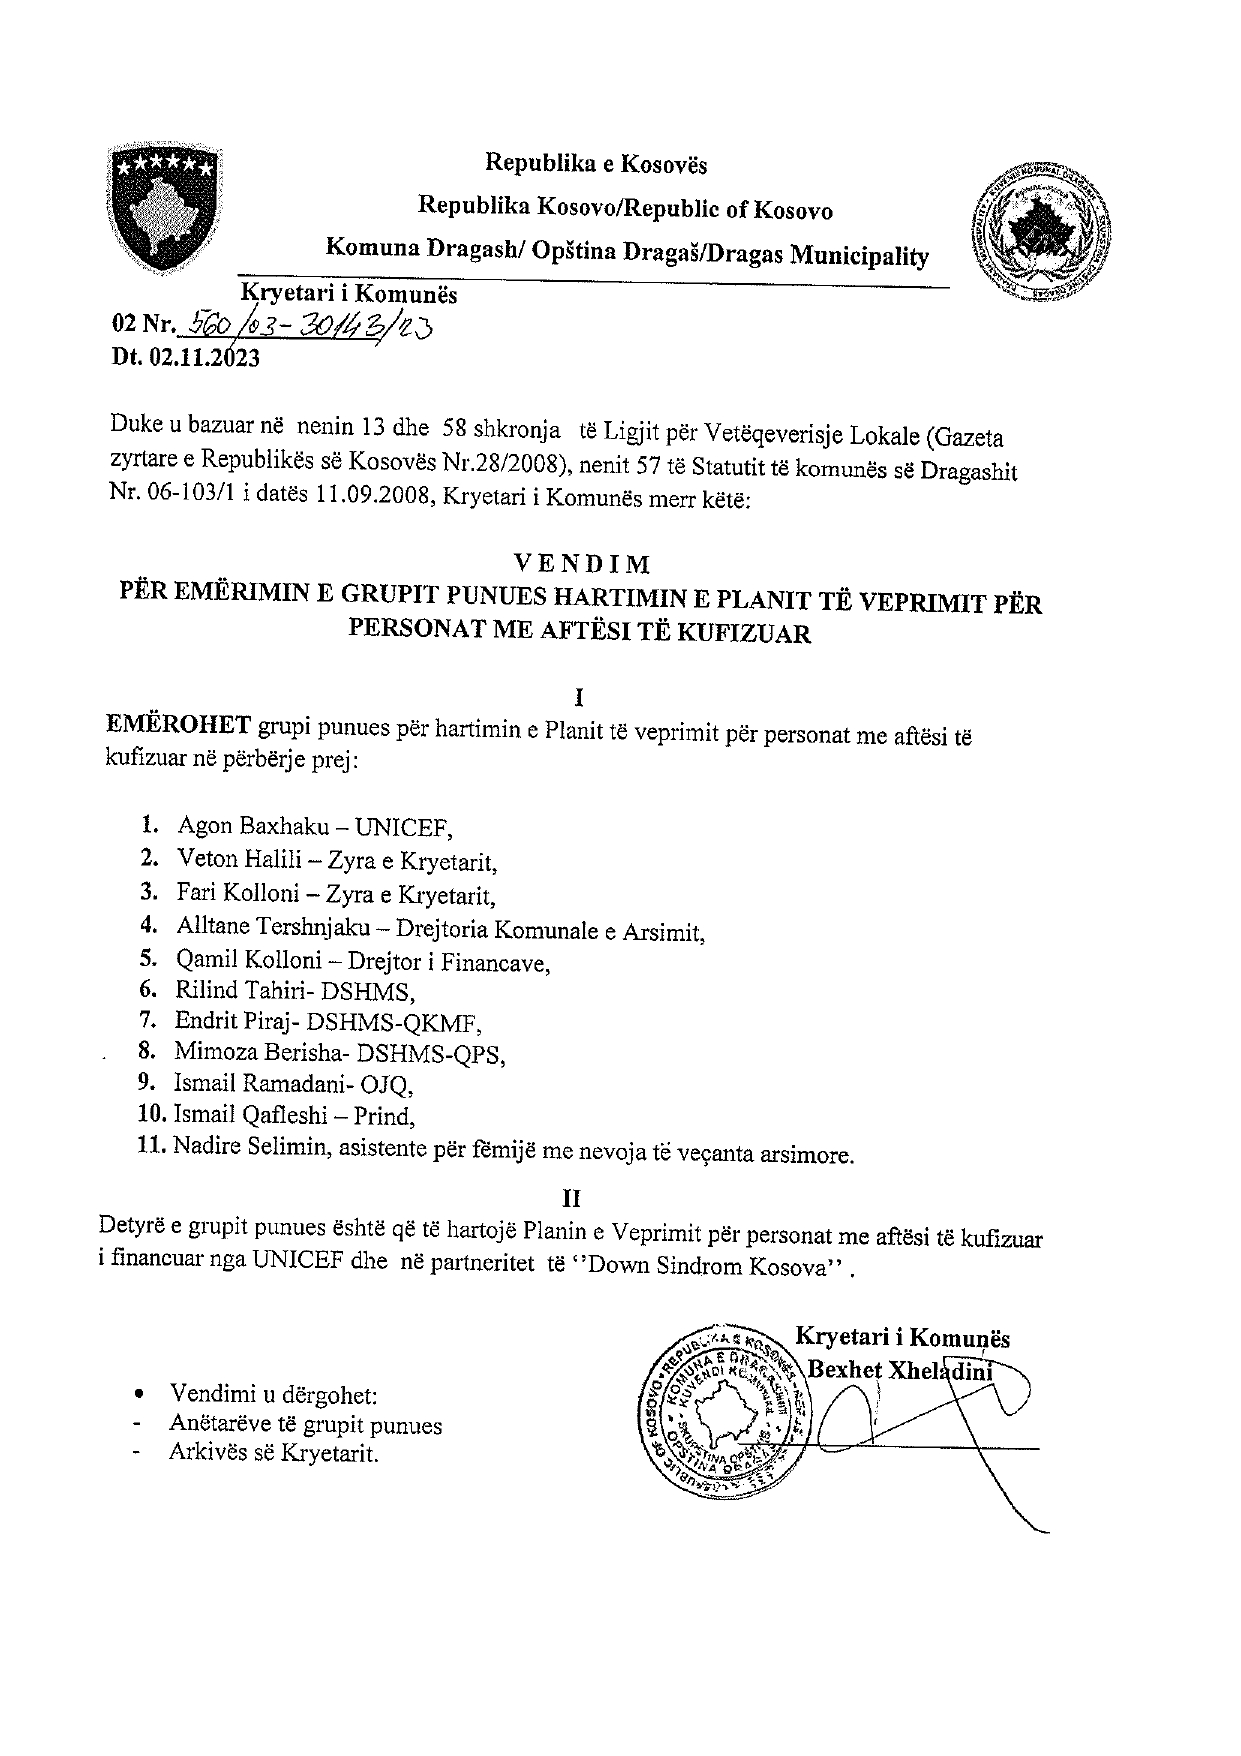 Republika e Kosovës
Republika Kosovo/Republic of Kosovo
Komuna Dragash/ Opština Dragaš/Dragas Municipality
Kryetari i Komunës
02 Nr. 560/03-30143/23
Dt. 02.11.2023
Duke u bazuar në nenin 13 dhe 58 shkronja të Ligjit për Vetëqeverisje Lokale (Gazeta
zyrtare e Republikës së Kosovës Nr.28/2008), nenit 57 të Statutit të komunës së Dragashit
Nr. 06-103/1 i datës 11.09.2008, Kryetari i Komunës merr këtë:
V E N D I M
PËR EMËRIMIN E GRUPIT PUNUES HARTIMIN E PLANIT TË VEPRIMIT PËR
PERSONAT ME AFTËSI TË KUFIZUAR
I
EMËROHET grupi punues për hartimin e Planit të veprimit për personat me aftësi të
kufizuar në përbërje prej:
1. Agon Baxhaku – UNICEF,
2. Veton Halili – Zyra e Kryetarit,
3. Fari Kolloni – Zyra e Kryetarit,
4. Alltane Tershnjaku – Drejtoria Komunale e Arsimit,
5. Qamil Kolloni – Drejtor i Financave,
6. Rilind Tahiri- DSHMS,
7. Endrit Piraj- DSHMS-QKMF,
8. Mimoza Berisha- DSHMS-QPS,
9. Ismail Ramadani- OJQ,
10. Ismail Qafleshi – Prind,
11. Nadire Selimin, asistente për fëmijë me nevoja të veçanta arsimore.
II
Detyrë e grupit punues është që të hartojë Planin e Veprimit për personat me aftësi të kufizuar
i financuar nga UNICEF dhe në partneritet të ‘’Down Sindrom Kosova’’ .
Kryetari i Komunës
Bexhet Xheladini
• Vendimi u dërgohet:
- Anëtarëve të grupit punues
- Arkivës së Kryetarit.